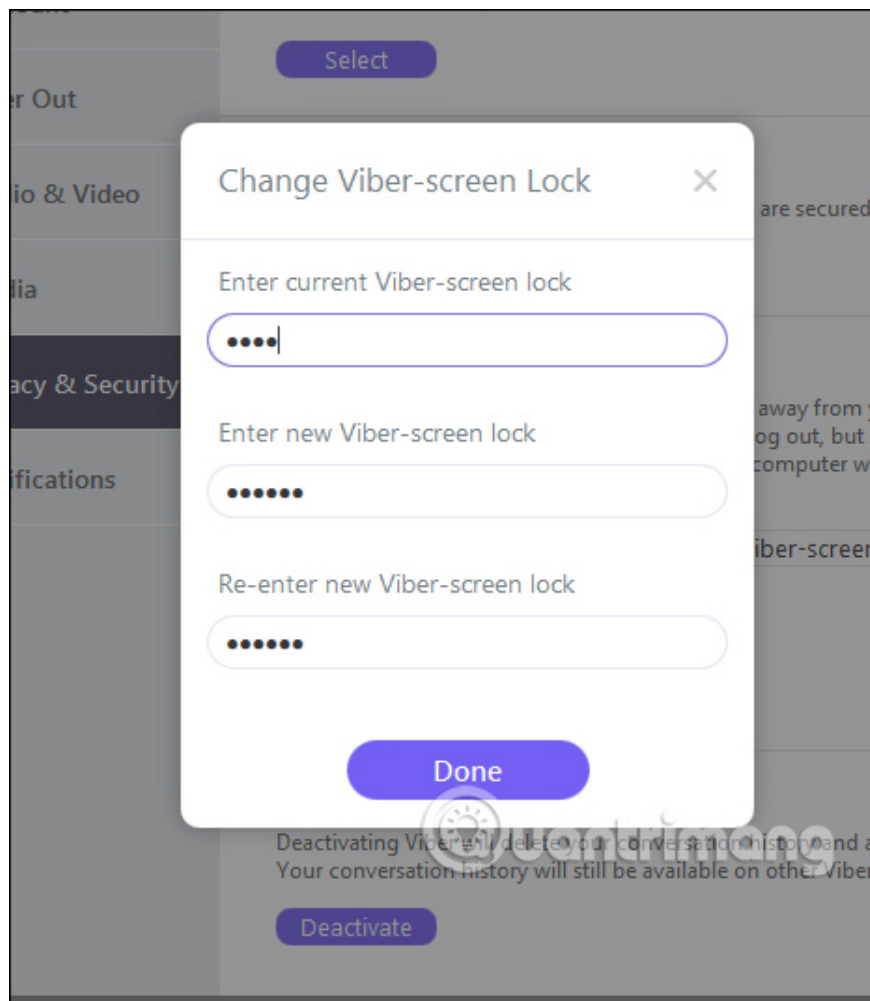 Select
er Out
Change Viber-screen Lock
io & Video
are secured
Enter current Viber-screen lock
dia
••••
acy & Security
away from
Enter new Viber-screen lock
og out, but
computer w
ifications
••••••
iber-screen
Re-enter new Viber-screen lock
••••••
Done
Quantrimang
Deactivating Viber will delete your conversation history and a
Your conversation history will still be available on other Viber
Deactivate